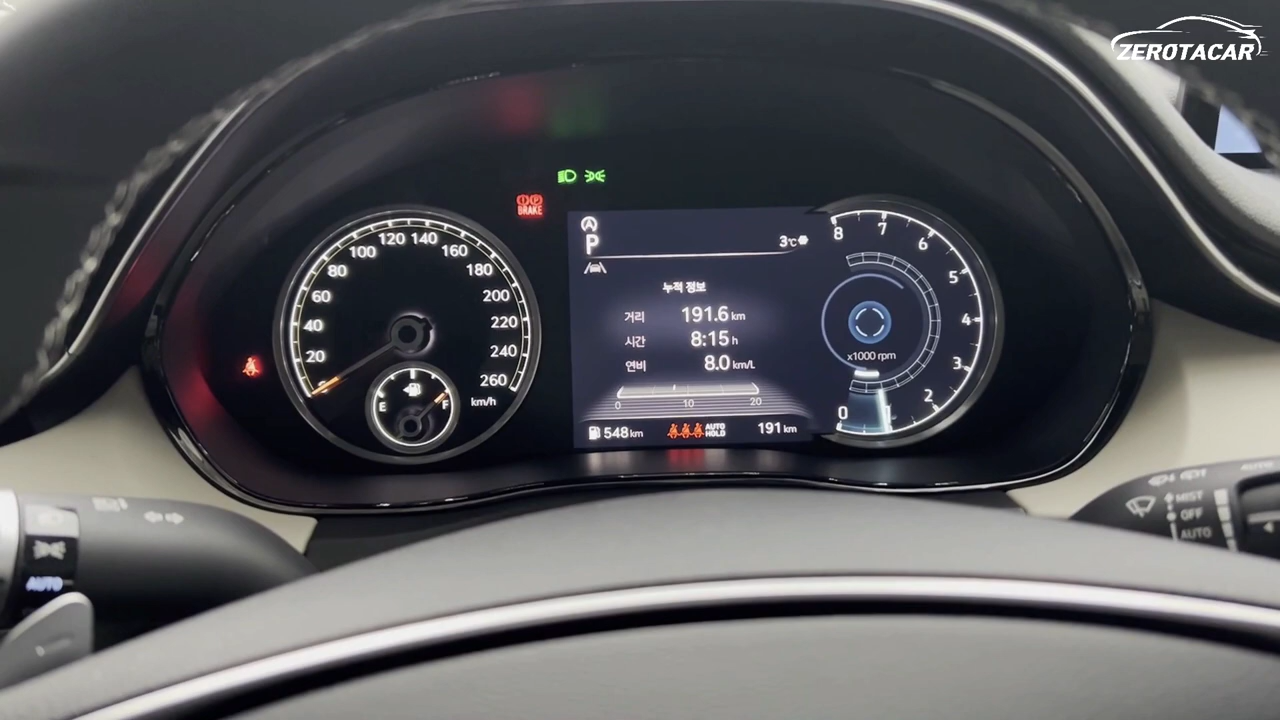 ZEROTACAR
BRAKE
A
P
3℃
누적 정보
거리 191.6 km
시간 8:15 h
연비 8.0 km/L
0 10 20
548 km
AUTO HOLD
191 km
0
20
40
60
80
100
120
140
160
180
200
220
240
260
km/h
E F
8
7
6
5
4
3
2
1
0
x1000 rpm
AUTO
MIST
OFF
AUTO
AUTO